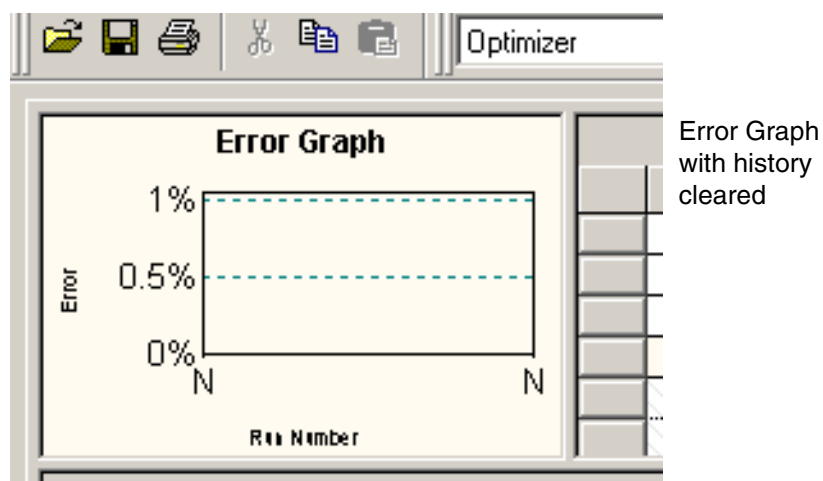 Optimizer
Error Graph
1%
0.5%
0%
Error
N N
Run Number
Error Graph
with history
cleared